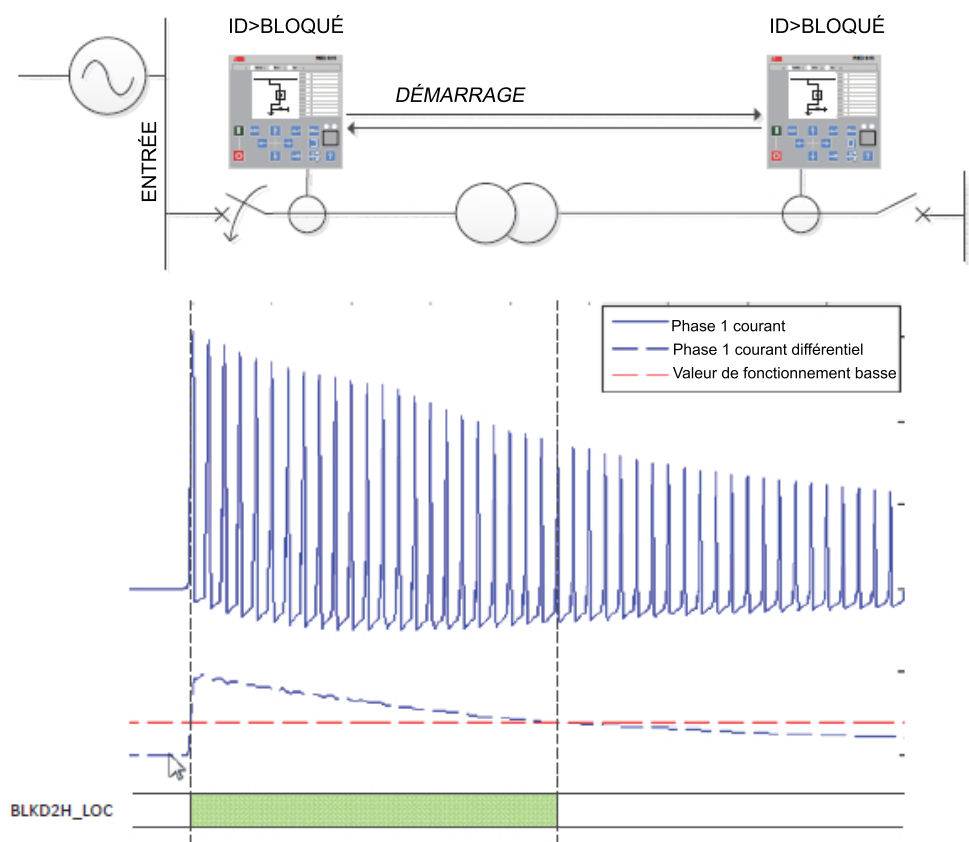 ID>BLOQUÉ
ID>BLOQUÉ
DÉMARRAGE
ENTRÉE
Phase 1 courant
Phase 1 courant différentiel
Valeur de fonctionnement basse
BLKD2H_LOC